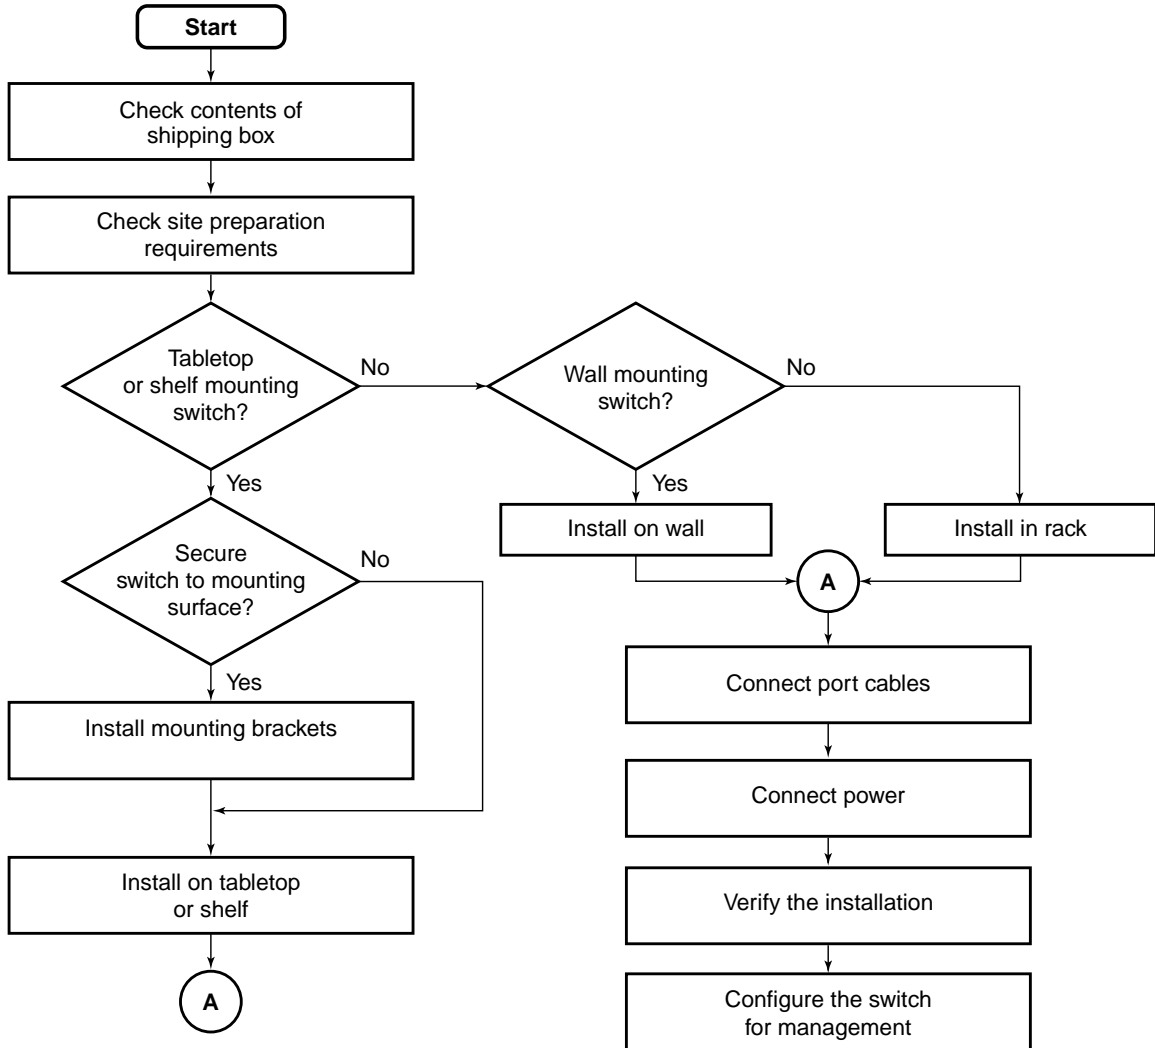 Start
Check contents of
shipping box
Check site preparation
requirements
Tabletop
or shelf mounting
switch?
No
Yes
Wall mounting
switch?
No
Yes
Install on wall
Install in rack
Secure
switch to mounting
surface?
No
Yes
Install mounting brackets
Install on tabletop
or shelf
A
A
Connect port cables
Connect power
Verify the installation
Configure the switch
for management